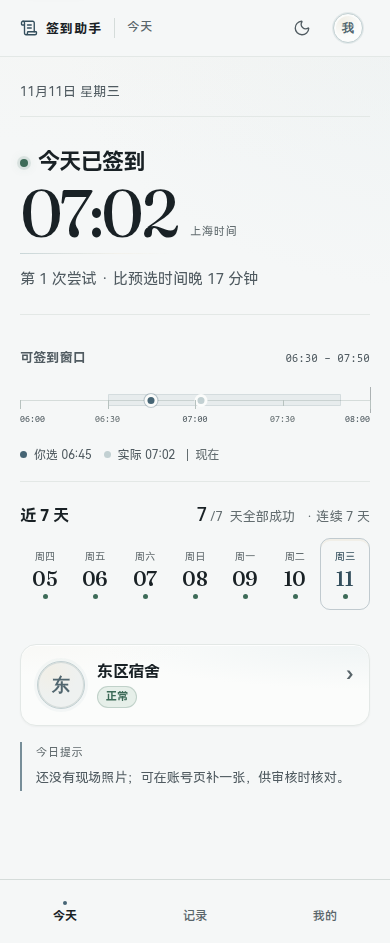 签到助手 今天 我
11月11日 星期三
今天已签到
07:02 上海时间
第 1 次尝试 · 比预选时间晚 17 分钟
可签到窗口 06:30 – 07:50
06:00 06:30 07:00 07:30 08:00
你选 06:45 实际 07:02 现在
近 7 天 7 /7 天全部成功 · 连续 7 天
周四 周五 周六 周日 周一 周二 周三
05 06 07 08 09 10 11
东 东区宿舍 ›
正常
今日提示
还没有现场照片；可在账号页补一张，供审核时核对。
今天 记录 我的